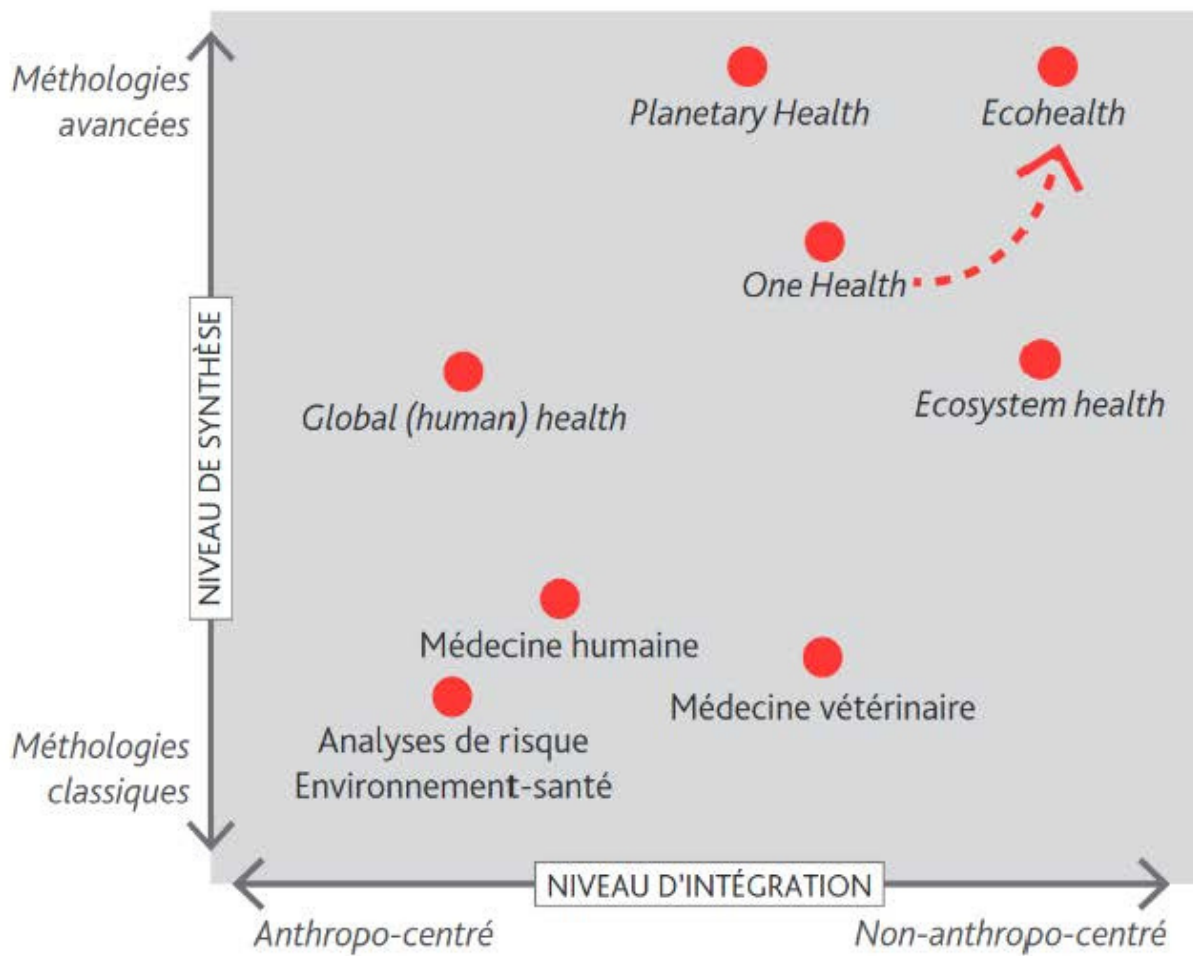 Méthologies
avancées
Planetary Health
Ecohealth
One Health
NIVEAU DE SYNTHÈSE
Global (human) health
Ecosystem health
Médecine humaine
Médecine vétérinaire
Analyses de risque
Environnement-santé
Méthologies
classiques
NIVEAU D'INTÉGRATION
Anthropo-centré
Non-anthropo-centré